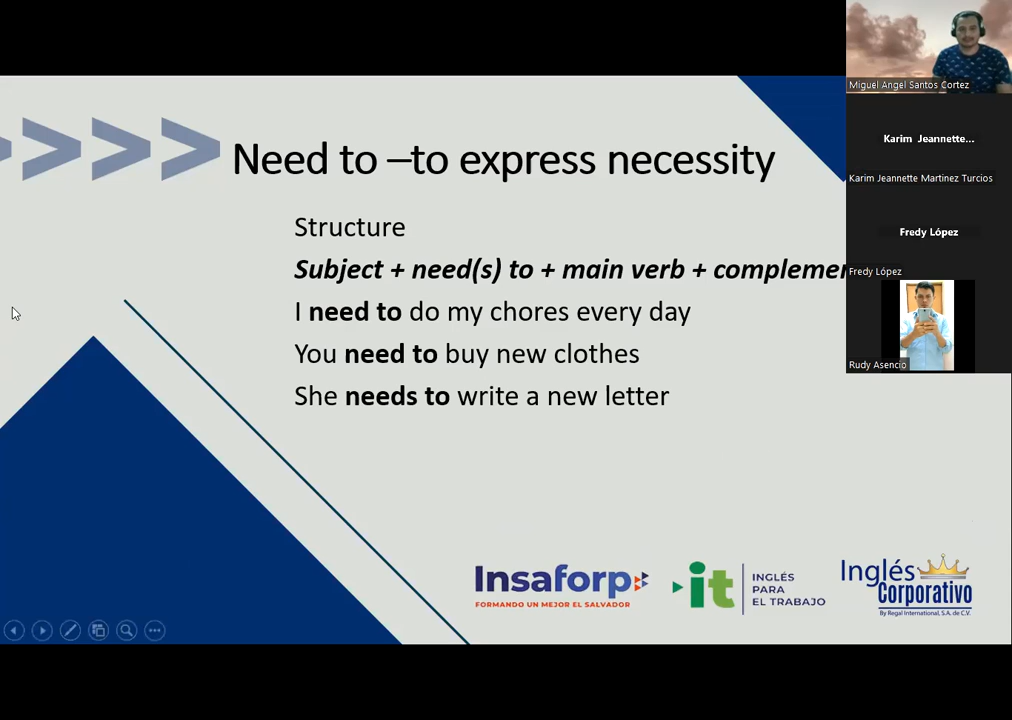 Need to –to express necessity
Structure
Subject + need(s) to + main verb + complemen
I need to do my chores every day
You need to buy new clothes
She needs to write a new letter
Insaforp
FORMANDO UN MEJOR EL SALVADOR
it
INGLÉS
PARA
EL TRABAJO
Inglés
Corporativo
By Regal International, S.A. de C.V.
Miguel Angel Santos Cortez
Karim Jeannette...
Karim Jeannette Martinez Turcios
Fredy López
Fredy López
Rudy Asencio